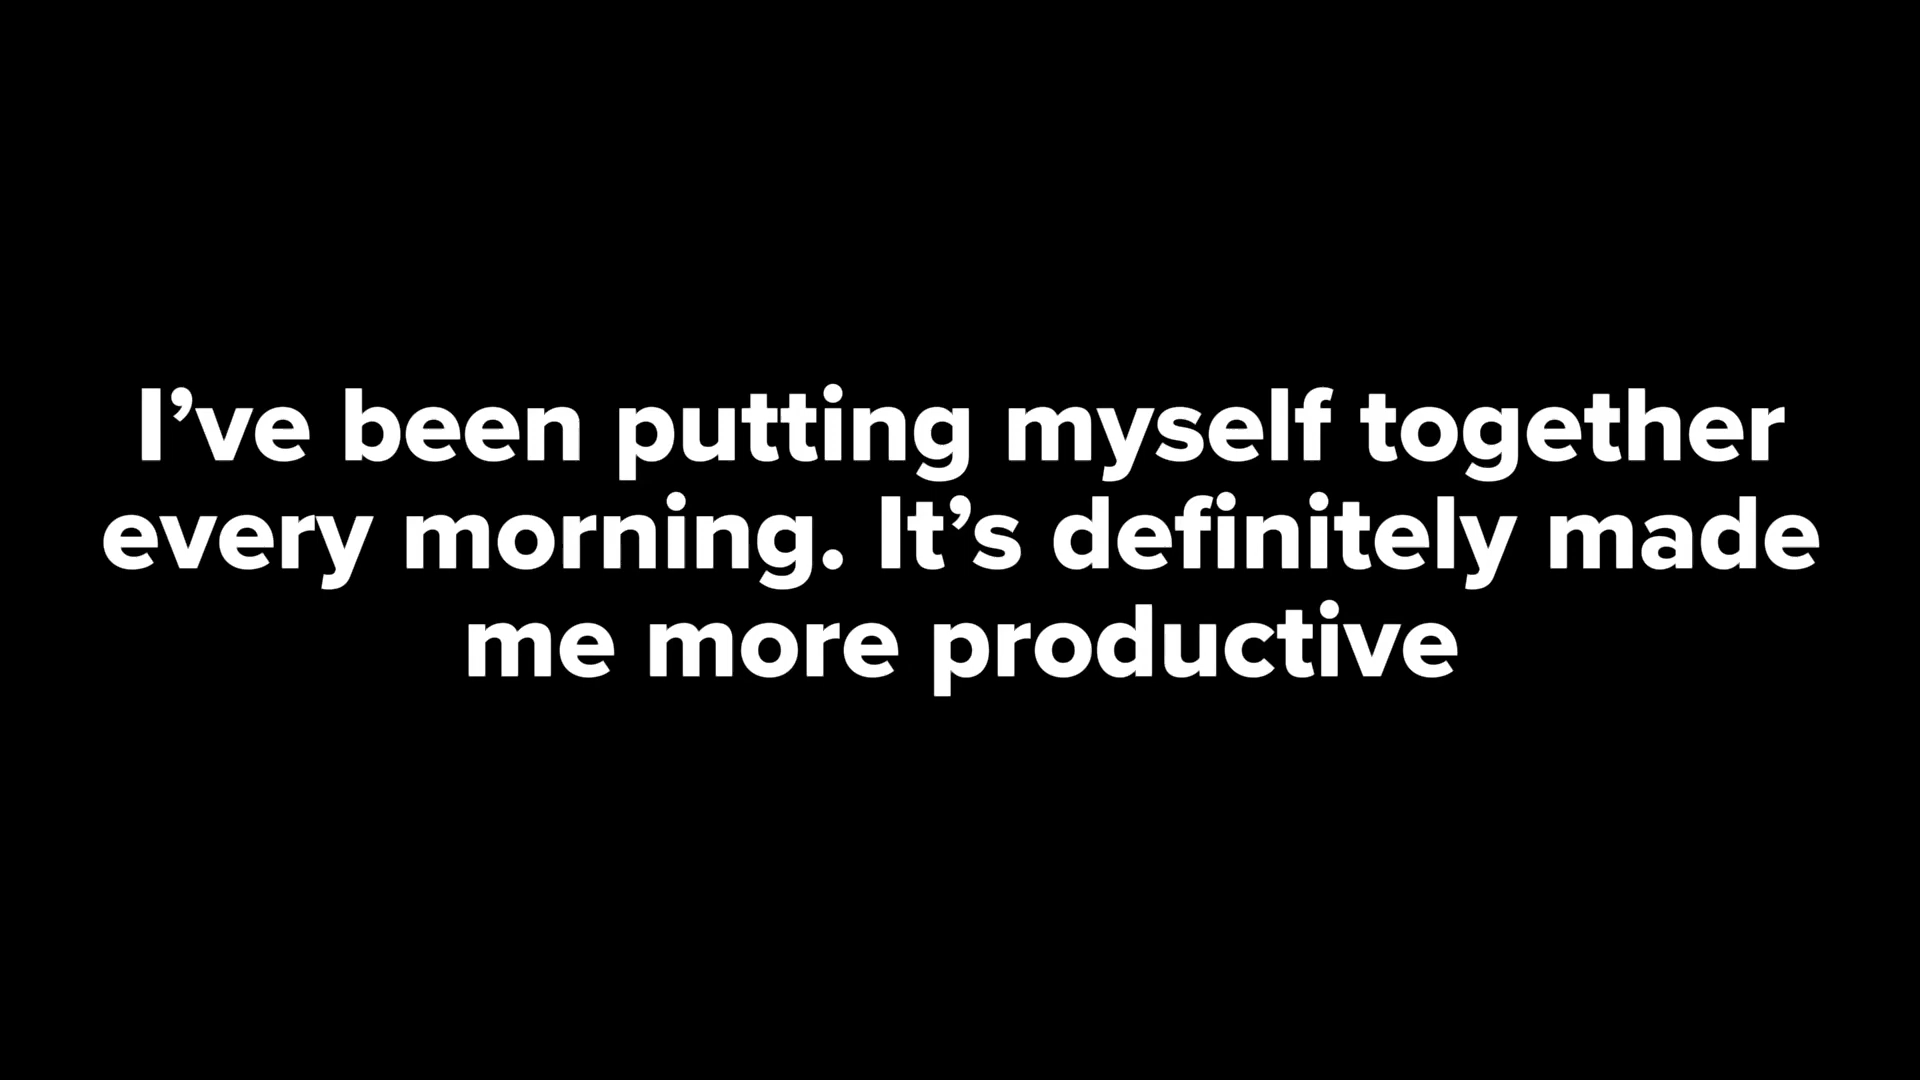 I’ve been putting myself together
every morning. It’s definitely made
me more productive